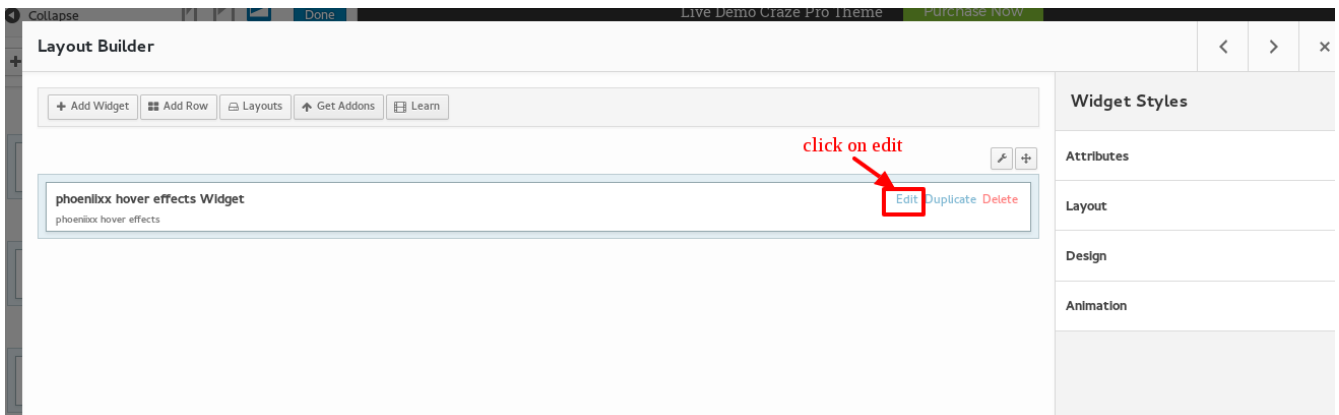 Collapse
Done
Live Demo Craze Pro Theme
Purchase Now
Layout Builder
Add Widget
Add Row
Layouts
Get Addons
Learn
Widget Styles
click on edit
Attributes
phoeniixx hover effects Widget
Edit Duplicate Delete
phoeniixx hover effects
Layout
Design
Animation